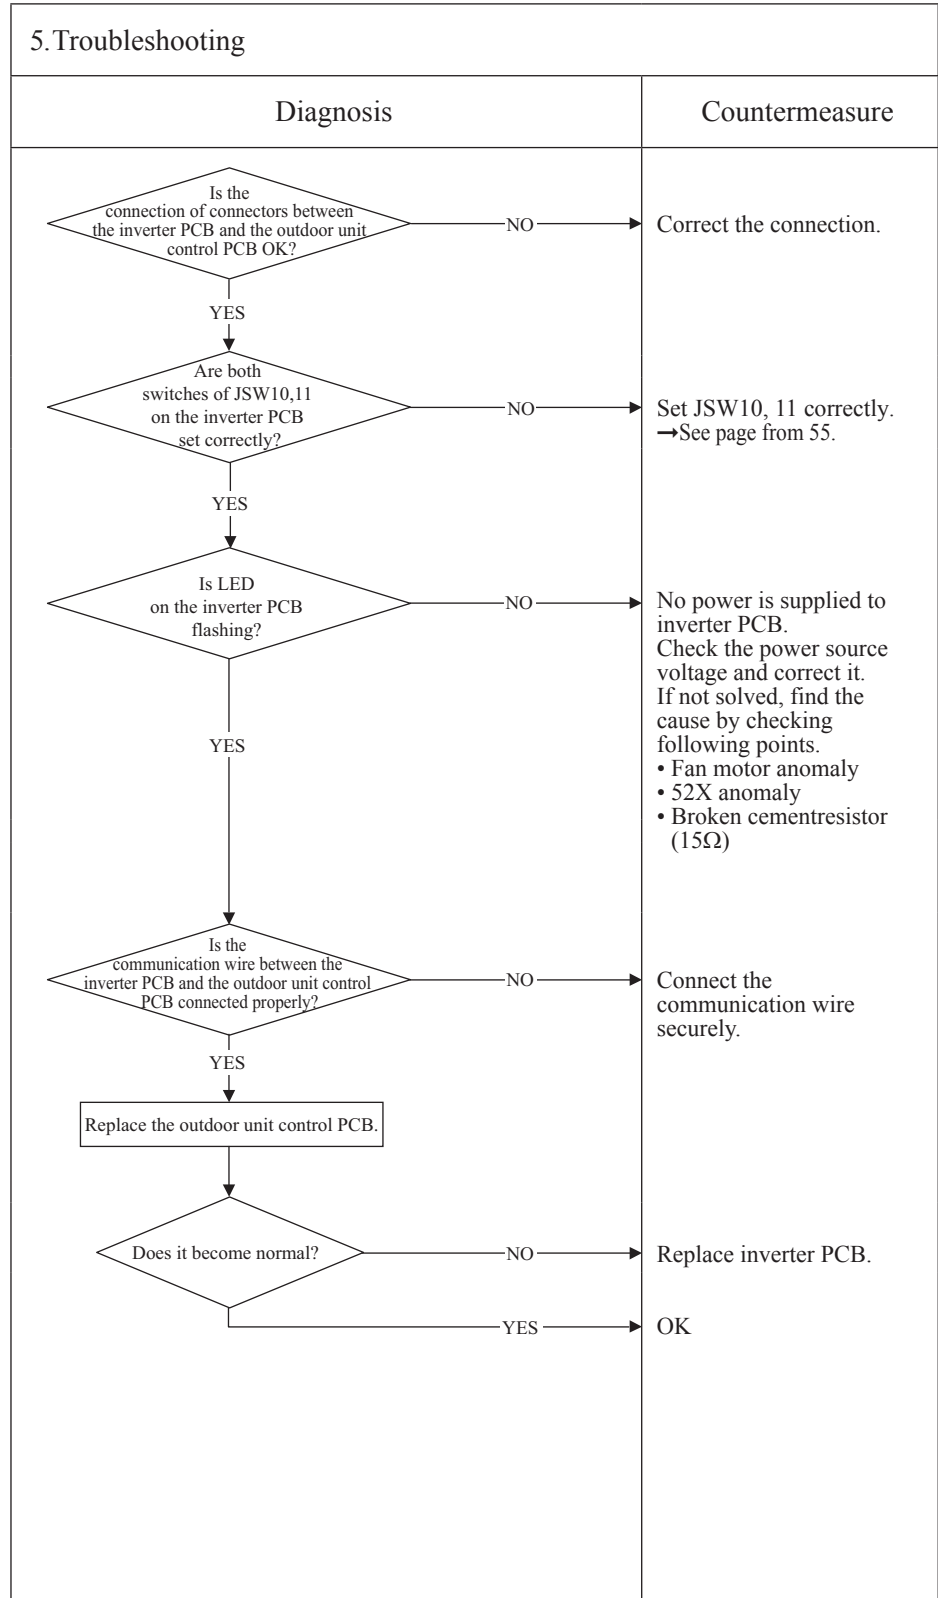 5.Troubleshooting
Diagnosis
Countermeasure
Is the
connection of connectors between
the inverter PCB and the outdoor unit
control PCB OK?
NO
Correct the connection.
YES
Are both
switches of JSW10,11
on the inverter PCB
set correctly?
NO
Set JSW10, 11 correctly.
→See page from 55.
YES
Is LED
on the inverter PCB
flashing?
NO
No power is supplied to
inverter PCB.
Check the power source
voltage and correct it.
If not solved, find the
cause by checking
following points.
• Fan motor anomaly
• 52X anomaly
• Broken cementresistor
(15Ω)
YES
Is the
communication wire between the
inverter PCB and the outdoor unit control
PCB connected properly?
NO
Connect the
communication wire
securely.
YES
Replace the outdoor unit control PCB.
Does it become normal?
NO
Replace inverter PCB.
YES
OK